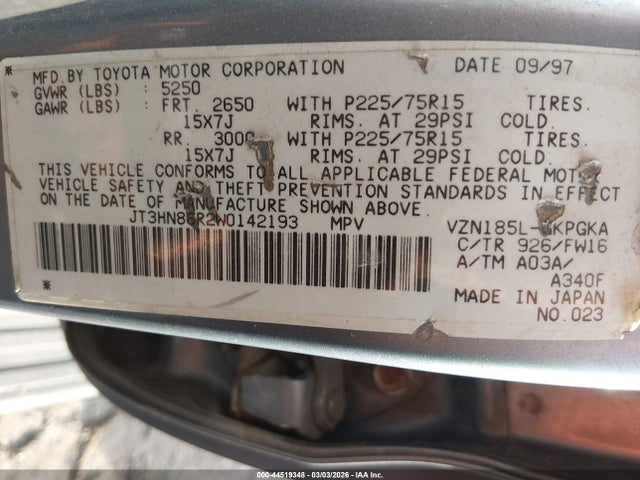 * MFD.BY TOYOTA MOTOR CORPORATION DATE 09/97
GVWR (LBS) : 5250
GAWR (LBS) : FRT. 2650 WITH P225/75R15 TIRES.
15X7J RIMS. AT 29PSI COLD.
RR. 3000 WITH P225/75R15 TIRES.
15X7J RIMS. AT 29PSI COLD.
THIS VEHICLE CONFORMS TO ALL APPLICABLE FEDERAL MOTOR
VEHICLE SAFETY AND THEFT PREVENTION STANDARDS IN EFFECT
ON THE DATE OF MANUFACTURE SHOWN ABOVE.
JT3HN86R2W0142193 MPV VZN185L-GKPGKA
C/TR 926/FW16
A/TM A03A/
A340F
MADE IN JAPAN
* NO.023
000-44519348 - 03/03/2026 - IAA Inc.